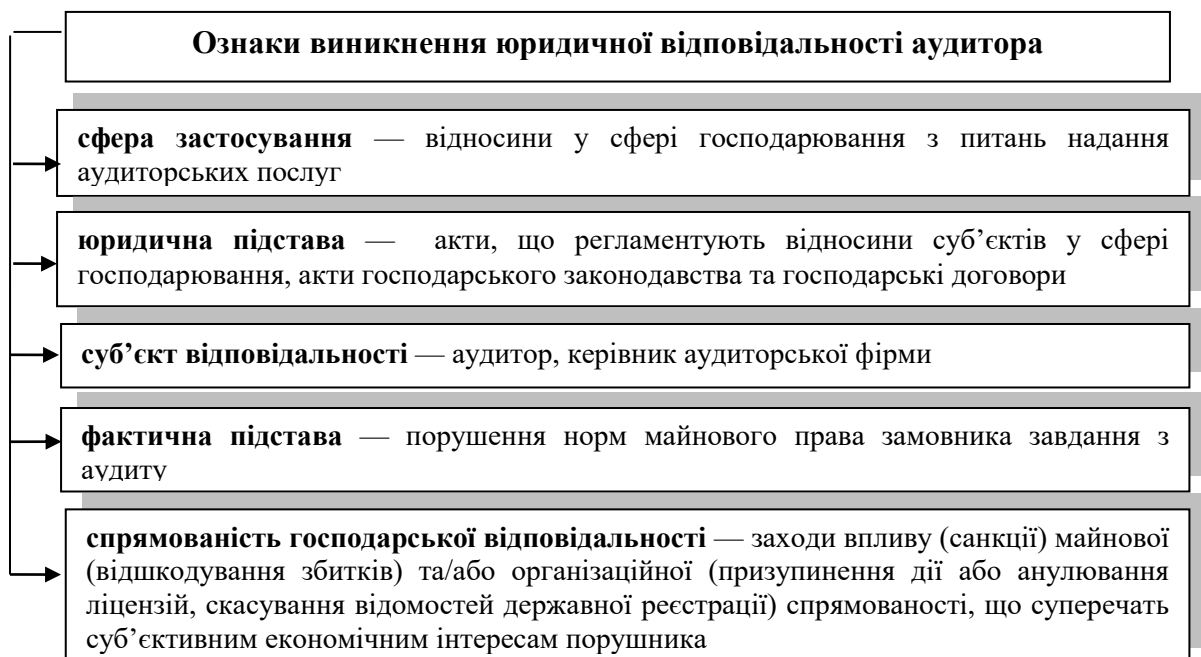 Ознаки виникнення юридичної відповідальності аудитора
сфера застосування — відносини у сфері господарювання з питань надання
аудиторських послуг
юридична підстава — акти, що регламентують відносини суб’єктів у сфері
господарювання, акти господарського законодавства та господарські договори
суб’єкт відповідальності — аудитор, керівник аудиторської фірми
фактична підстава — порушення норм майнового права замовника завдання з
аудиту
спрямованість господарської відповідальності — заходи впливу (санкції) майнової
(відшкодування збитків) та/або організаційної (призупинення дії або анулювання
ліцензій, скасування відомостей державної реєстрації) спрямованості, що суперечать
суб’єктивним економічним інтересам порушника